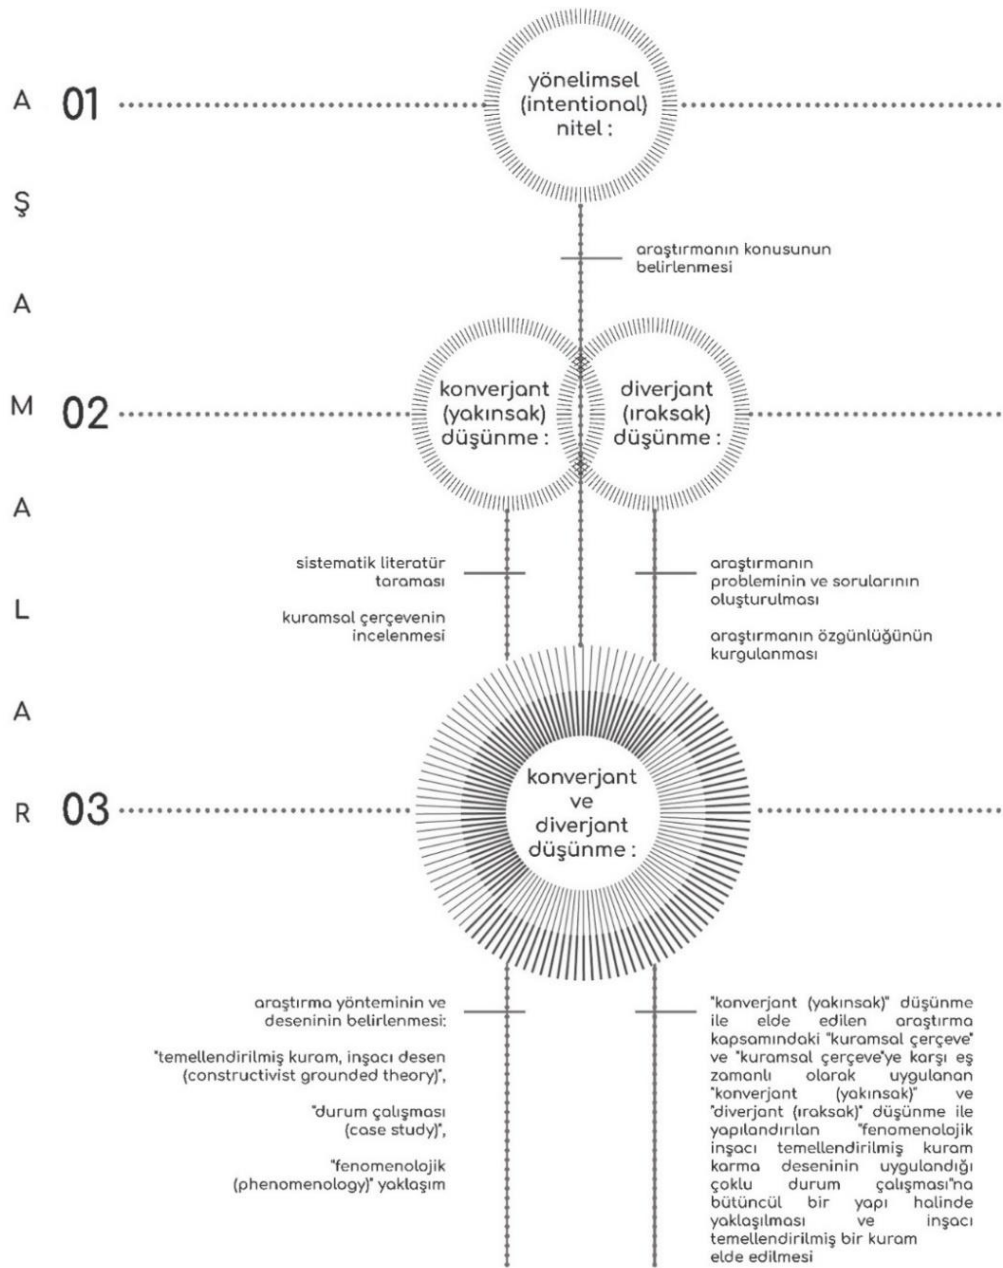 A
Ş
A
M
A
L
A
R
01
yönelimsel
(intentional)
nitel :
araştırmanın konusunun
belirlenmesi
02
konverjant
(yakınsak)
düşünme :
diverjant
(ıraksak)
düşünme :
sistematik literatür
taraması
kuramsal çerçevenin
incelenmesi
araştırmanın
probleminin ve sorularının
oluşturulması
araştırmanın özgünlüğünün
kurgulanması
03
konverjant
ve
diverjant
düşünme :
araştırma yönteminin ve
deseninin belirlenmesi:
"temellendirilmiş kuram, inşacı desen
(constructivist grounded theory)",
"durum çalışması
(case study)",
"fenomenolojik
(phenomenology)" yaklaşım
"konverjant (yakınsak)" düşünme
ile elde edilen araştırma
kapsamındaki "kuramsal çerçeve"
ve "kuramsal çerçeve"ye karşı eş
zamanlı olarak uygulanan
"konverjant (yakınsak)" ve
"diverjant (ıraksak)" düşünme ile
yapılandırılan "fenomenolojik
inşacı temellendirilmiş kuram
karma deseninin uygulandığı
çoklu durum çalışması"na
bütüncül bir yapı halinde
yaklaşılması ve inşacı
temellendirilmiş bir kuram
elde edilmesi